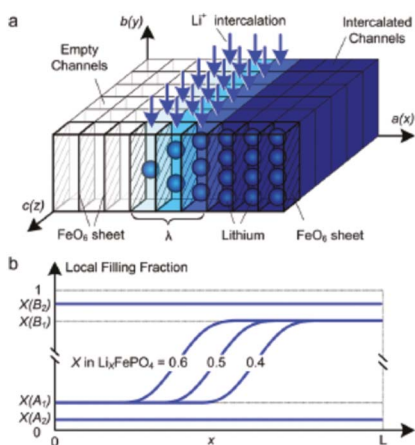 a
b(y)
Li⁺
intercalation
Intercalated
Channels
Empty
Channels
a(x)
c(z)
FeO₆ sheet
λ
Lithium
FeO₆ sheet
b
Local Filling Fraction
1
X(B₂)
X(B₁)
X in LiₓFePO₄ = 0.6 0.5 0.4
X(A₁)
X(A₂)
0
0 x L